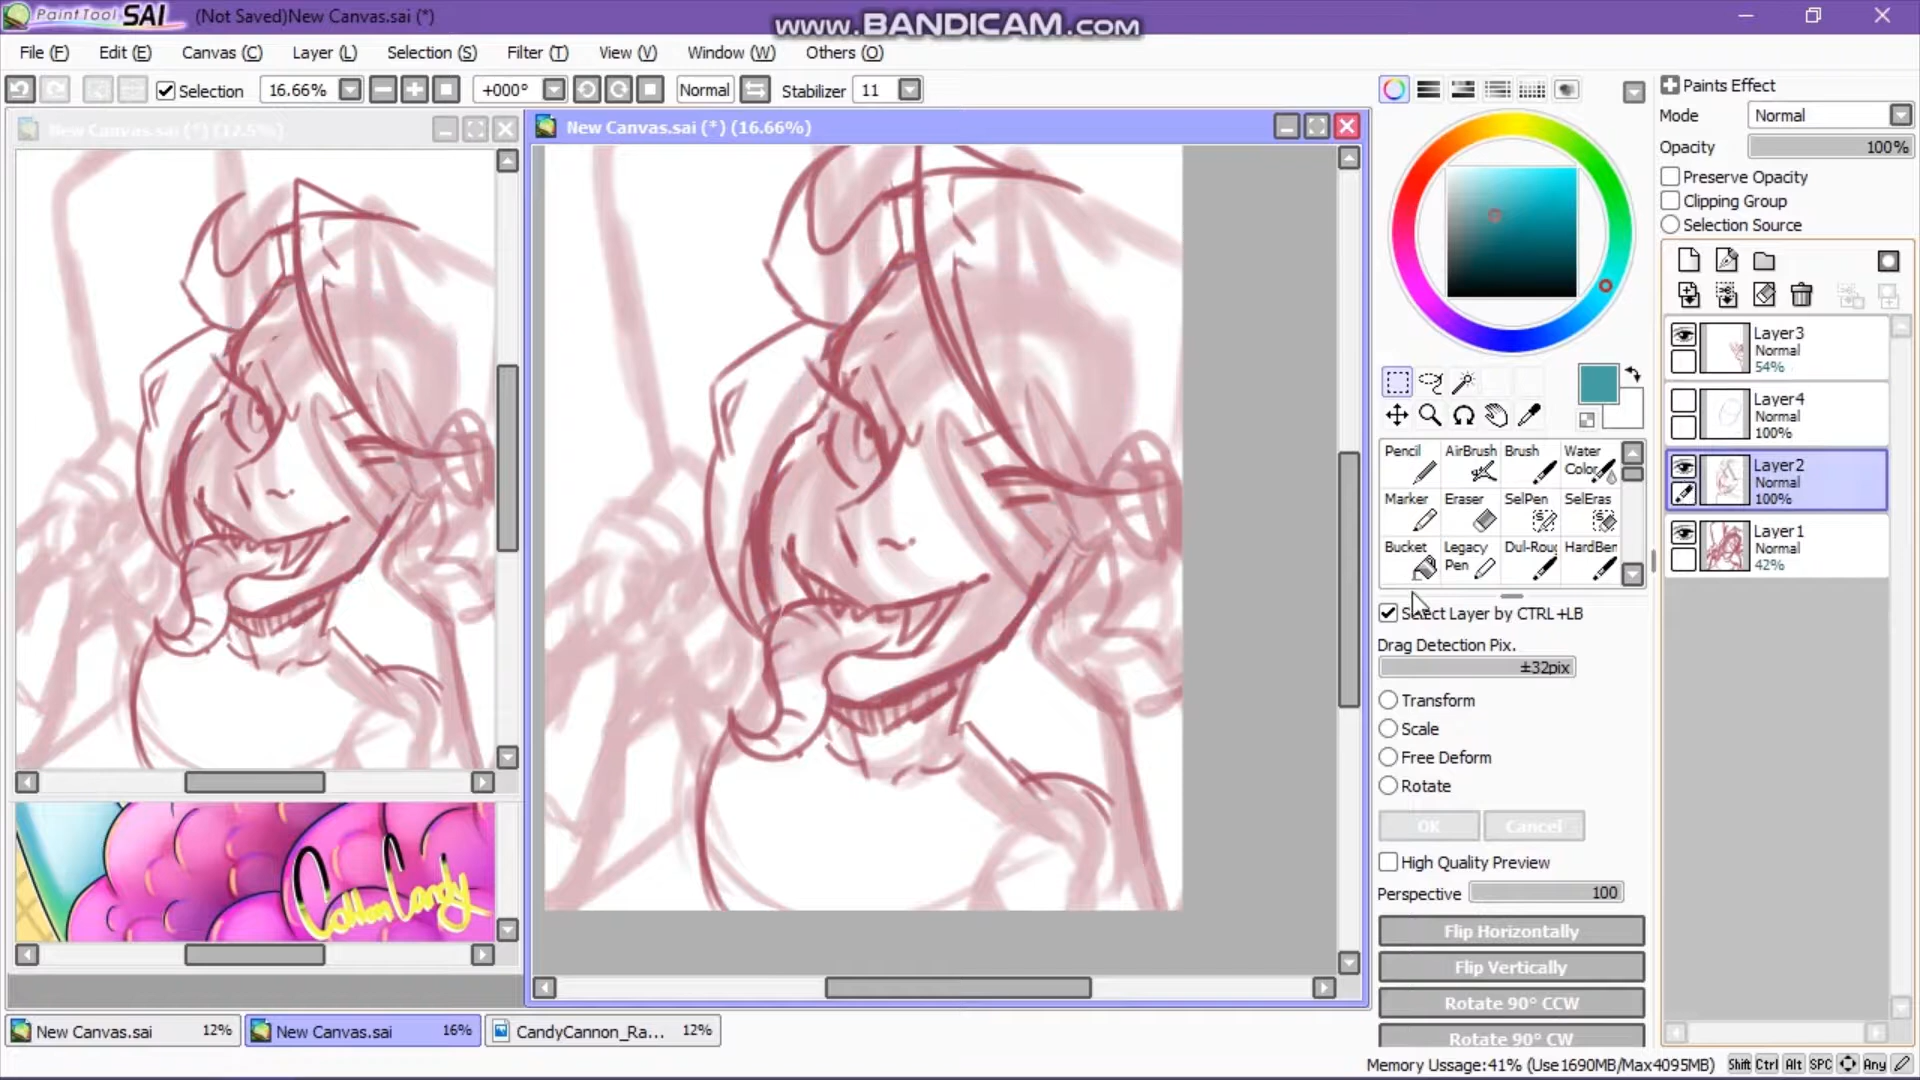 PaintTool SAI (Not Saved)New Canvas.sai (*)
www.BANDICAM.com
File (F) Edit (E) Canvas (C) Layer (L) Selection (S) Filter (T) View (V) Window (W) Others (O)
Selection 16.66% +000° Normal Stabilizer 11
New Canvas.sai (*) (12.5%)
New Canvas.sai (*) (16.66%)
Cotton Candy
New Canvas.sai 12%
New Canvas.sai 16%
CandyCannon_Ra... 12%
Pencil AirBrush Brush Water Color
Marker Eraser SelPen SelEras
Bucket Legacy Pen Dul-Rou HardBer
Select Layer by CTRL+LB
Drag Detection Pix.
±32pix
Transform
Scale
Free Deform
Rotate
OK Cancel
High Quality Preview
Perspective 100
Flip Horizontally
Flip Vertically
Rotate 90° CCW
Rotate 90° CW
Paints Effect
Mode Normal
Opacity 100%
Preserve Opacity
Clipping Group
Selection Source
Layer3
Normal
54%
Layer4
Normal
100%
Layer2
Normal
100%
Layer1
Normal
42%
Memory Usage:41% (Use1690MB/Max4095MB) Shift Ctrl Alt SPC Any